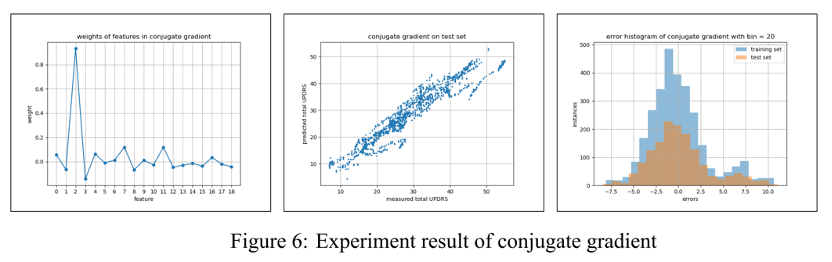 weights of features in conjugate gradient
0.8
0.6
0.4
0.2
0.0
weight
0 1 2 3 4 5 6 7 8 9 10 11 12 13 14 15 16 17 18
feature
conjugate gradient on test set
50
40
30
20
10
predicted total UPDRS
10 20 30 40 50
measured total UPDRS
error histogram of conjugate gradient with bin = 20
training set
test set
500
400
300
200
100
0
instances
−7.5 −5.0 −2.5 0.0 2.5 5.0 7.5 10.0
errors
Figure 6: Experiment result of conjugate gradient